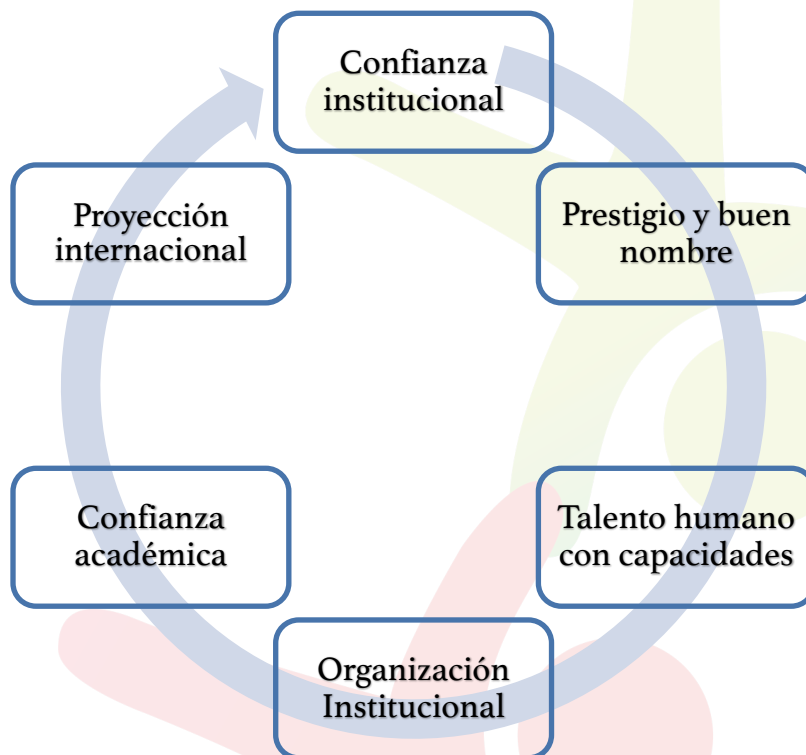 Confianza
institucional
Prestigio y buen
nombre
Talento humano
con capacidades
Organización
Institucional
Confianza
académica
Proyección
internacional